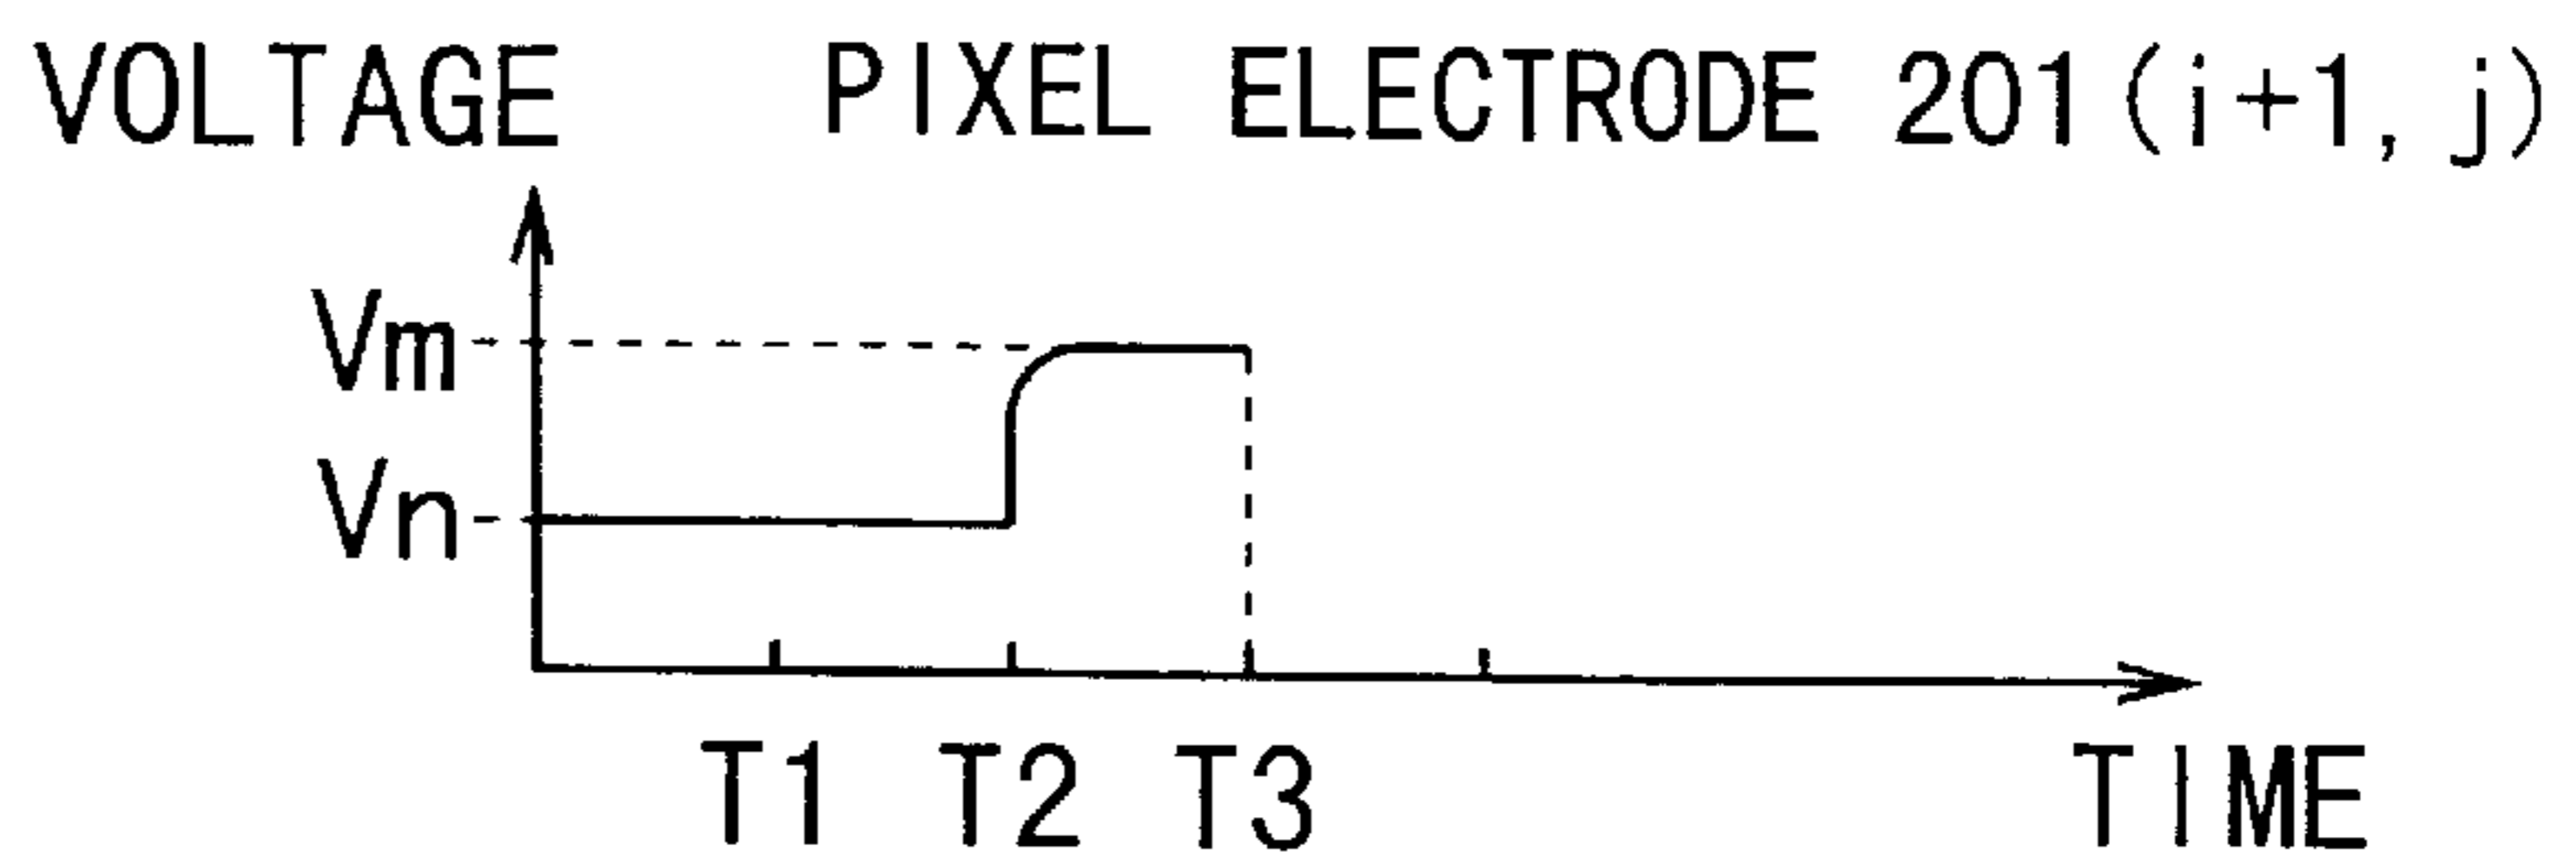 VOLTAGE PIXEL ELECTRODE 201(i+1, j)
Vm
Vn
T1 T2 T3 TIME